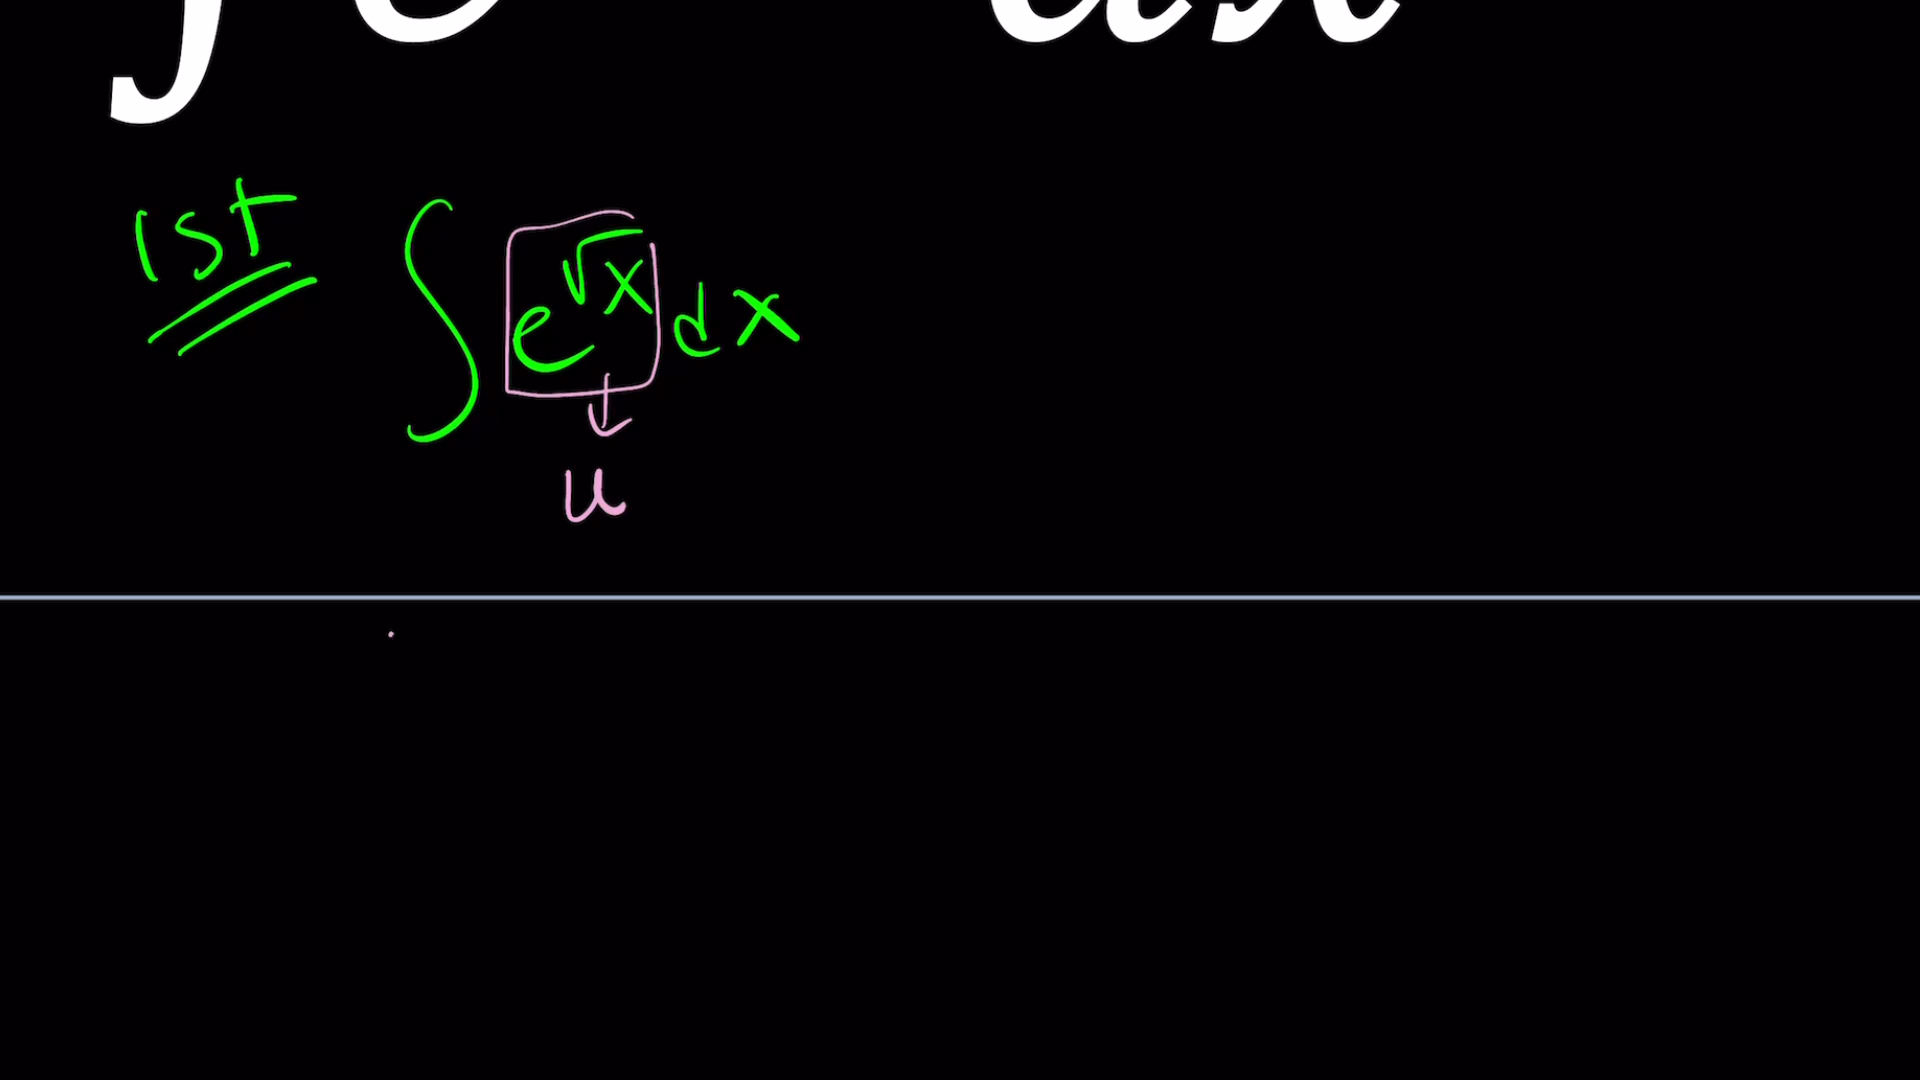 1st ∫ e^√x dx
u